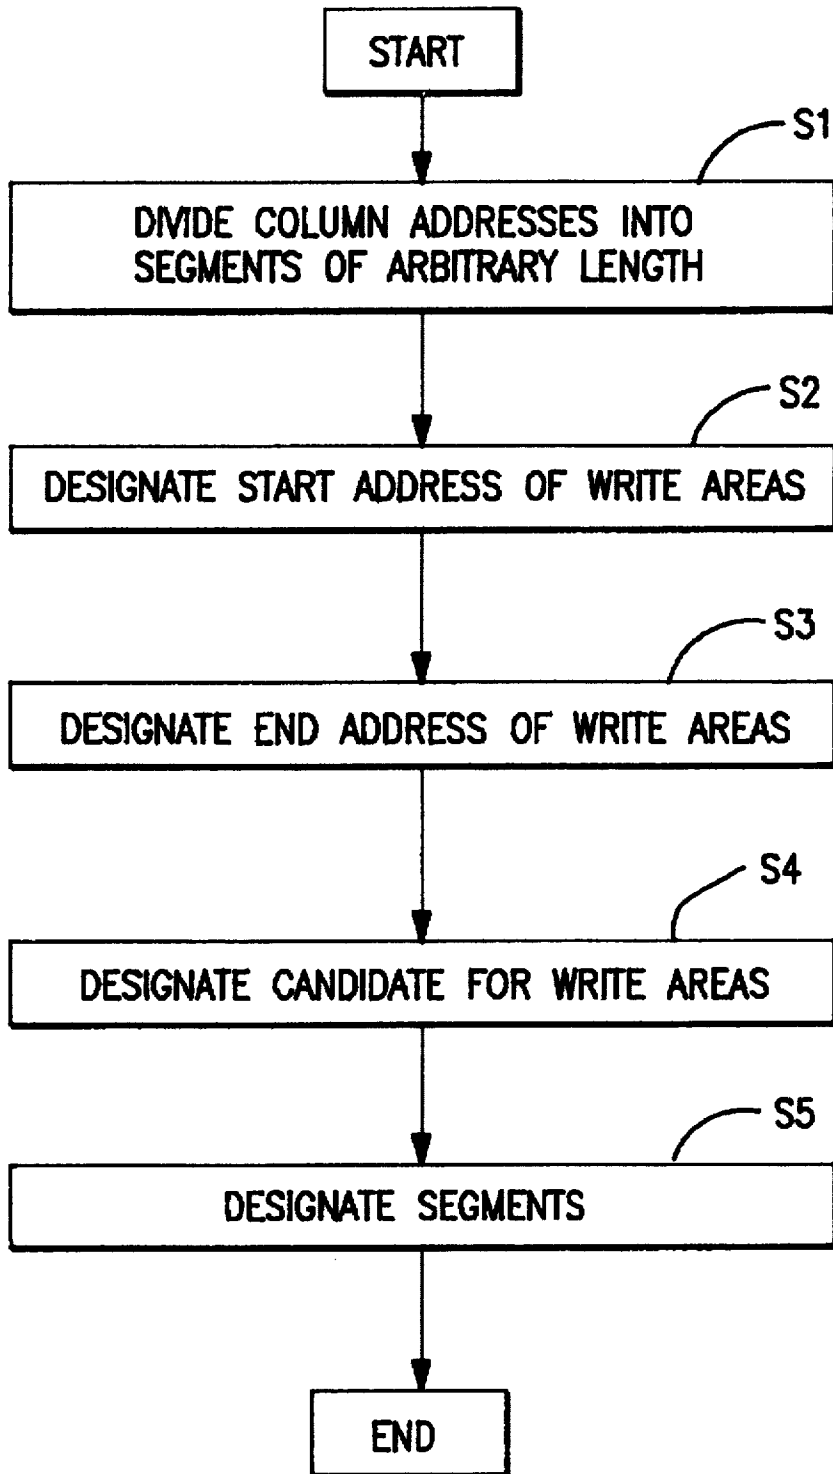 START
S1
DIVIDE COLUMN ADDRESSES INTO
SEGMENTS OF ARBITRARY LENGTH
S2
DESIGNATE START ADDRESS OF WRITE AREAS
S3
DESIGNATE END ADDRESS OF WRITE AREAS
S4
DESIGNATE CANDIDATE FOR WRITE AREAS
S5
DESIGNATE SEGMENTS
END